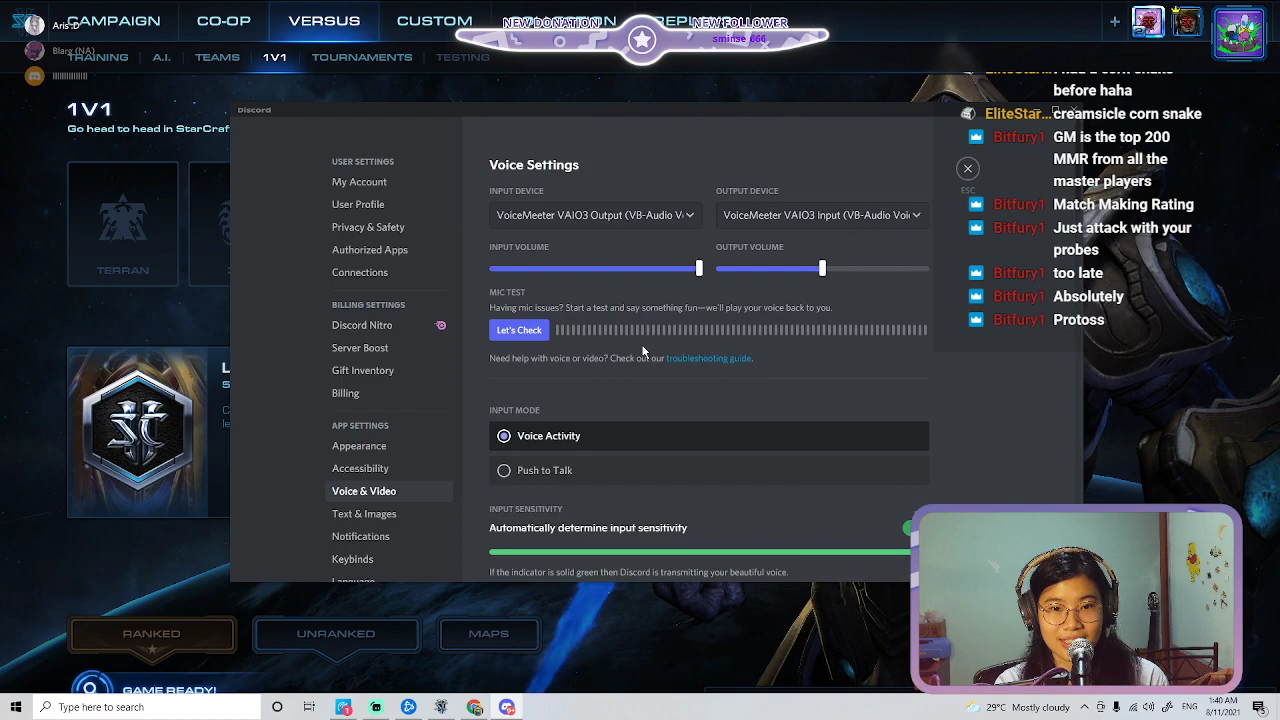 CAMPAIGN
CO-OP
VERSUS
CUSTOM
Aris:D
Blarg (NA)
NEW DONATION
NEW FOLLOWER
sminse_666
TRAINING
A.I.
TEAMS
1V1
TOURNAMENTS
TESTING
1V1
Go head to head in StarCraf
TERRAN
L
Discord
USER SETTINGS
My Account
User Profile
Privacy & Safety
Authorized Apps
Connections
BILLING SETTINGS
Discord Nitro
Server Boost
Gift Inventory
Billing
APP SETTINGS
Appearance
Accessibility
Voice & Video
Text & Images
Notifications
Keybinds
Language
Voice Settings
INPUT DEVICE
OUTPUT DEVICE
VoiceMeeter VAIO3 Output (VB-Audio V
VoiceMeeter VAIO3 Input (VB-Audio Voi
INPUT VOLUME
OUTPUT VOLUME
MIC TEST
Having mic issues? Start a test and say something fun—we'll play your voice back to you.
Let's Check
Need help with voice or video? Check out our troubleshooting guide.
INPUT MODE
Voice Activity
Push to Talk
INPUT SENSITIVITY
Automatically determine input sensitivity
If the indicator is solid green then Discord is transmitting your beautiful voice.
ESC
before haha
EliteStar... creamsicle corn snake
Bitfury1 GM is the top 200
MMR from all the
master players
Bitfury1 Match Making Rating
Bitfury1 Just attack with your
probes
Bitfury1 too late
Bitfury1 Absolutely
Bitfury1 Protoss
RANKED
UNRANKED
MAPS
GAME READY!
Type here to search
29°C Mostly cloudy
1:40 AM
8/11/2021